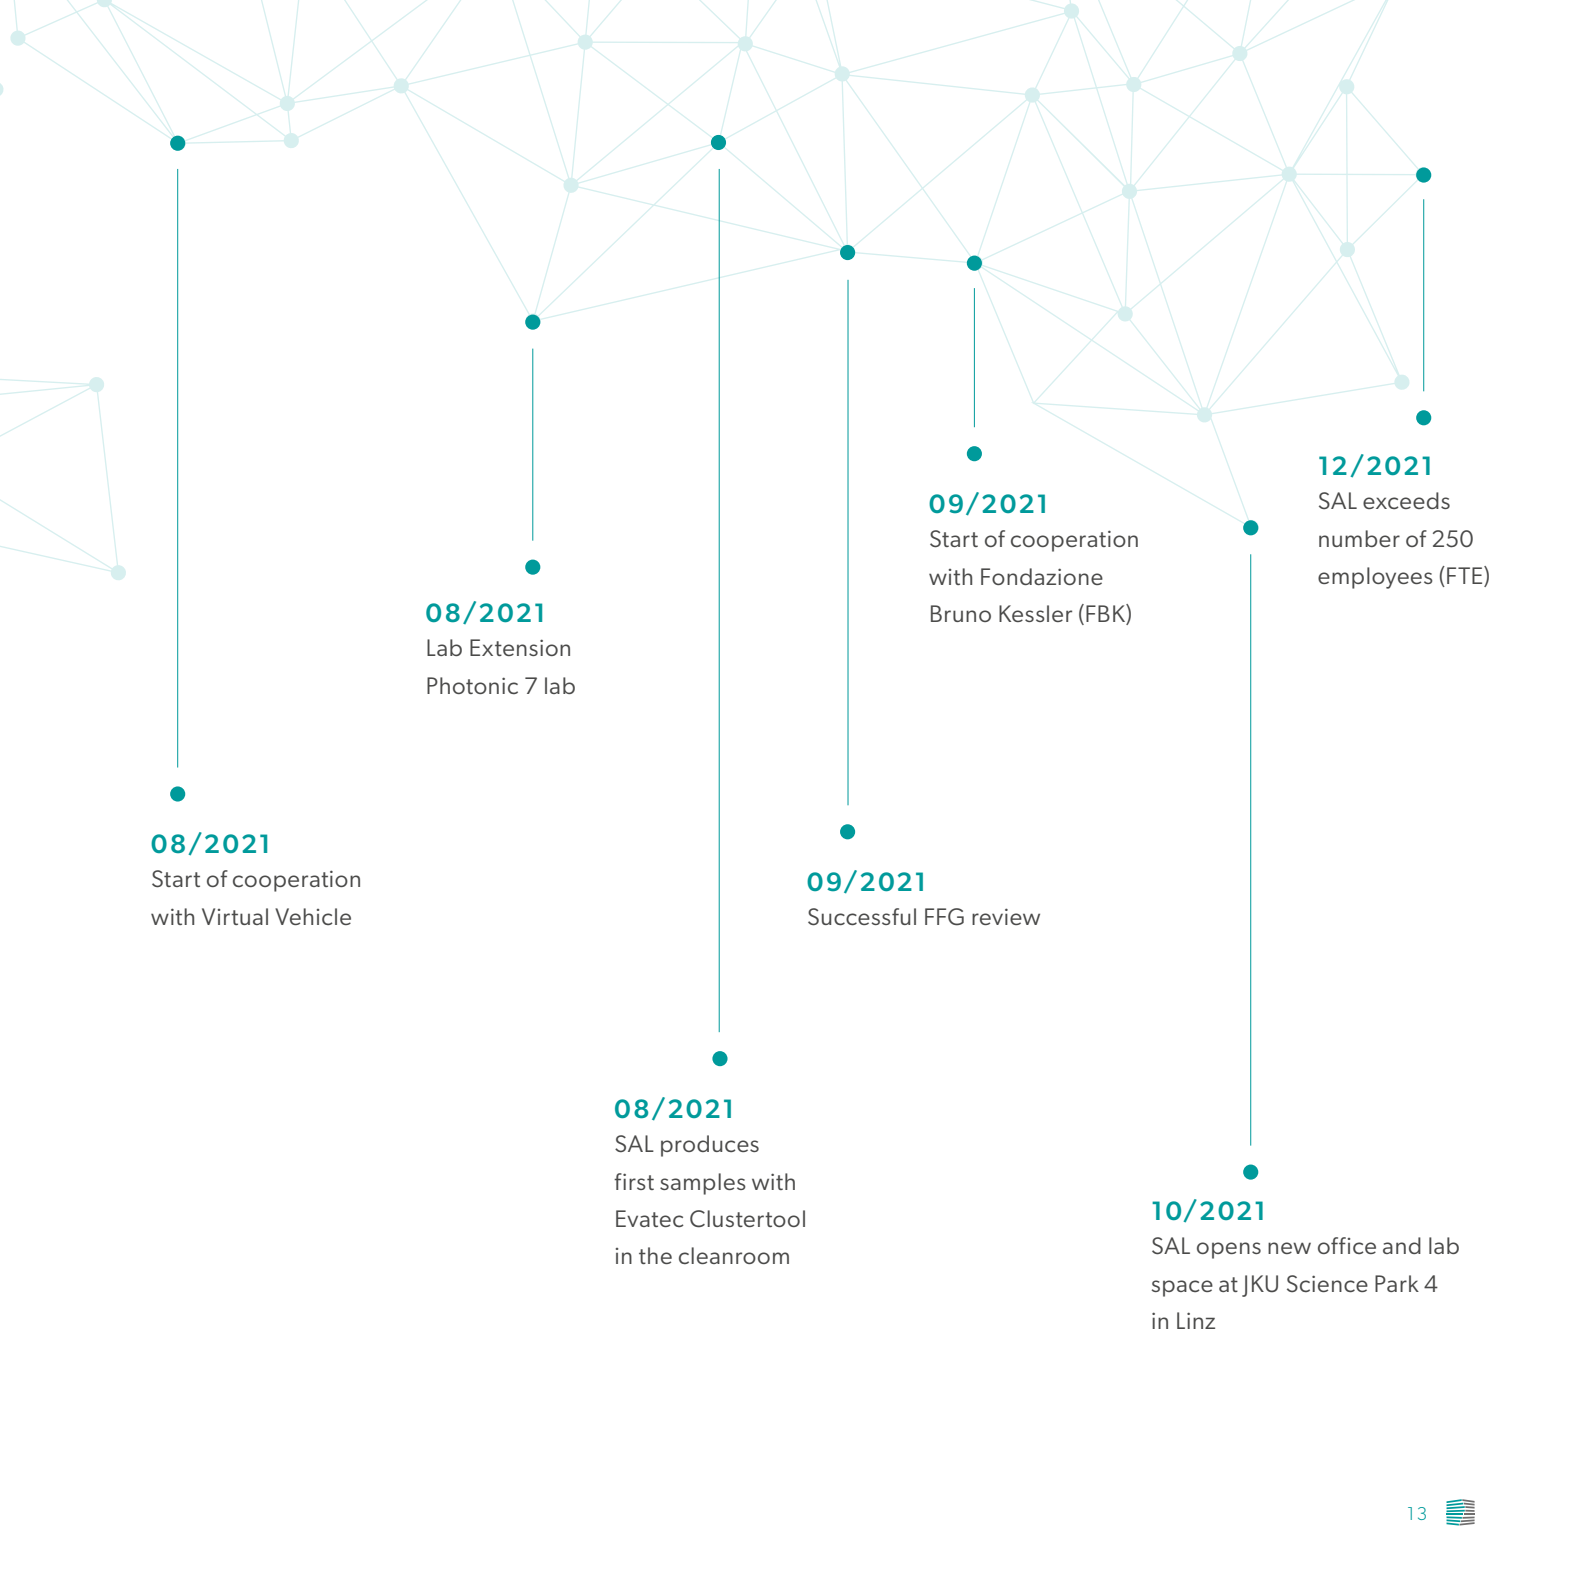 08/2021
Start of cooperation
with Virtual Vehicle
08/2021
Lab Extension
Photonic 7 lab
08/2021
SAL produces
first samples with
Evatec Clustertool
in the cleanroom
09/2021
Successful FFG review
09/2021
Start of cooperation
with Fondazione
Bruno Kessler (FBK)
10/2021
SAL opens new office and lab
space at JKU Science Park 4
in Linz
12/2021
SAL exceeds
number of 250
employees (FTE)
13